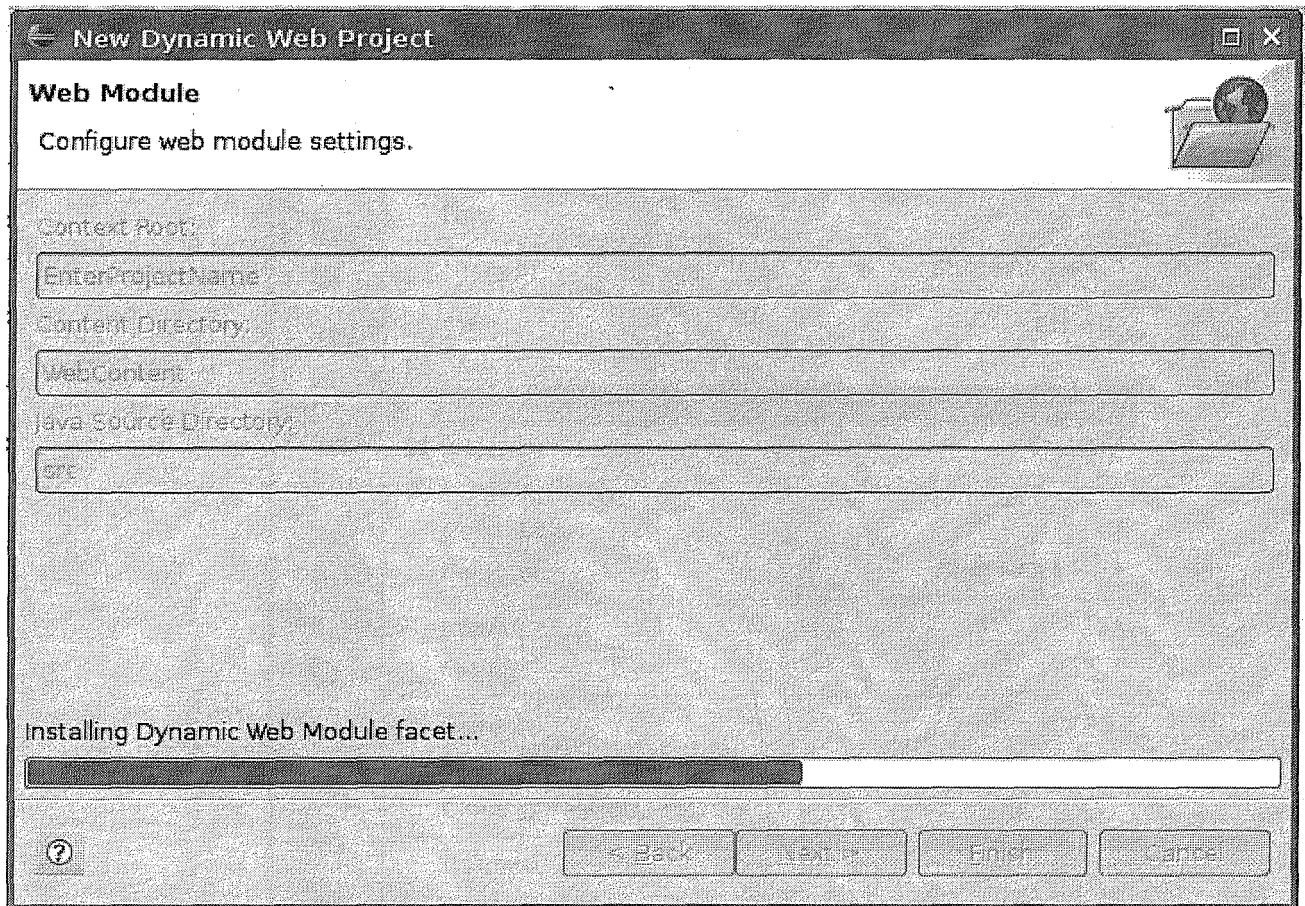 New Dynamic Web Project
Web Module
Configure web module settings.
Context Root:
EnterProjectName
Content Directory:
WebContent
Java Source Directory:
src
Installing Dynamic Web Module facet...
?
< Back
Next >
Finish
Cancel